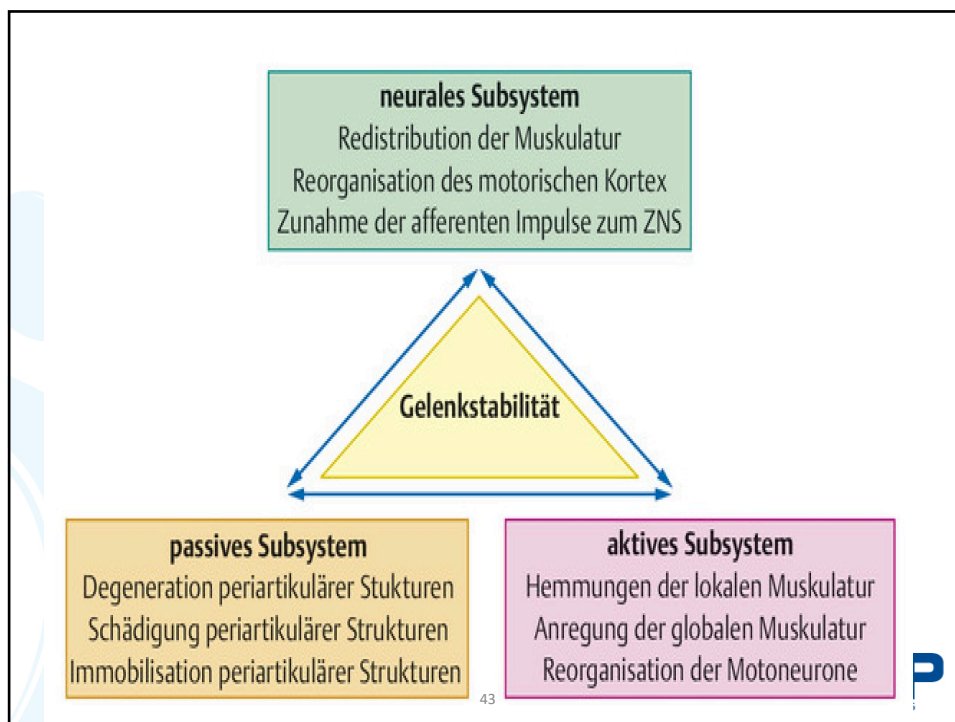 neurales Subsystem
Redistribution der Muskulatur
Reorganisation des motorischen Kortex
Zunahme der afferenten Impulse zum ZNS
Gelenkstabilität
passives Subsystem
Degeneration periartikulärer Stukturen
Schädigung periartikulärer Strukturen
Immobilisation periartikulärer Strukturen
aktives Subsystem
Hemmungen der lokalen Muskulatur
Anregung der globalen Muskulatur
Reorganisation der Motoneurone
43
P